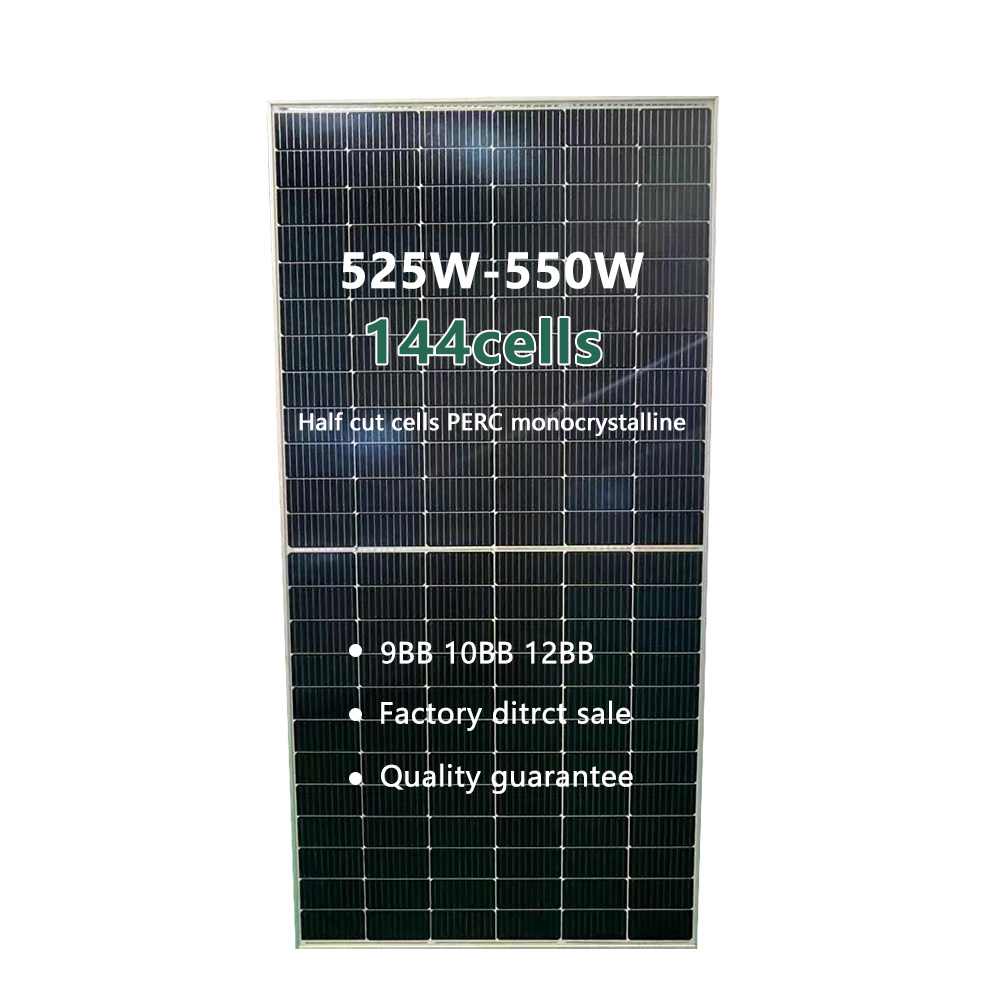 525W-550W
144cells
Half cut cells PERC monocrystalline
• 9BB 10BB 12BB
• Factory ditrct sale
• Quality guarantee